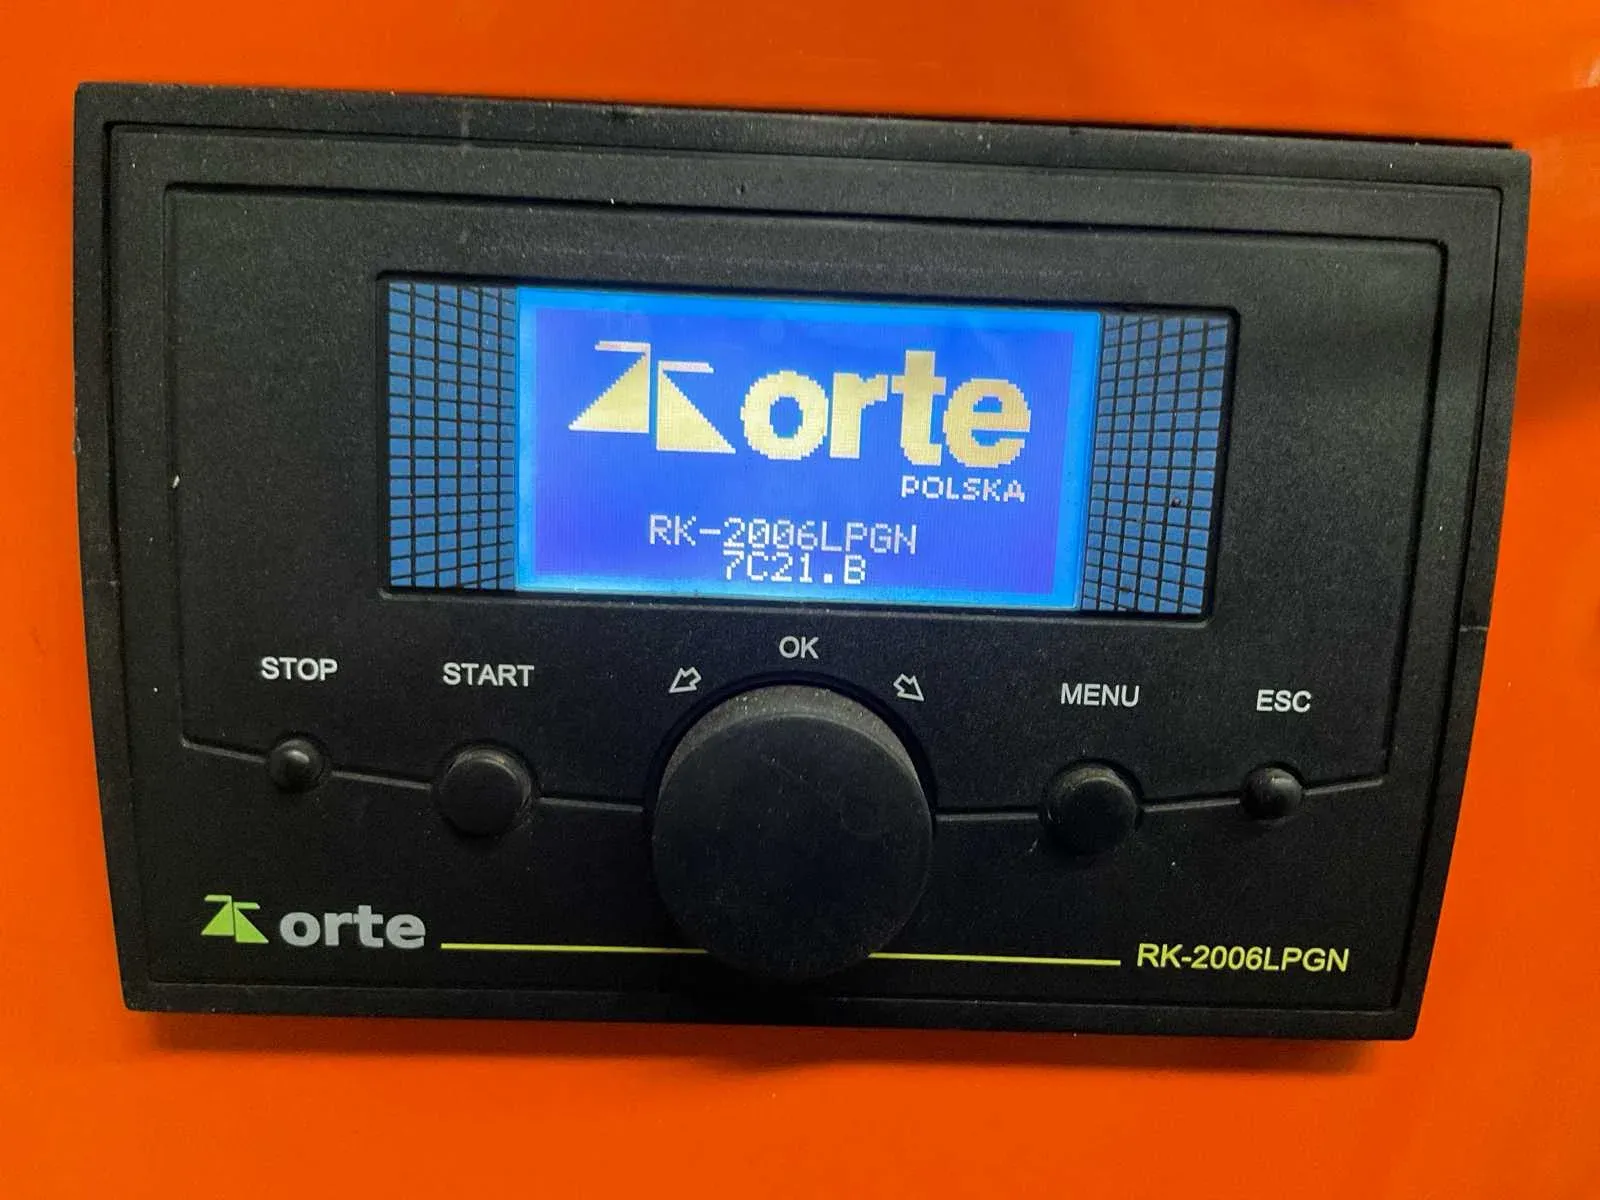 orte
POLSKA
RK-2006LPGN
7C21.B
OK
STOP
START
MENU
ESC
orte
RK-2006LPGN